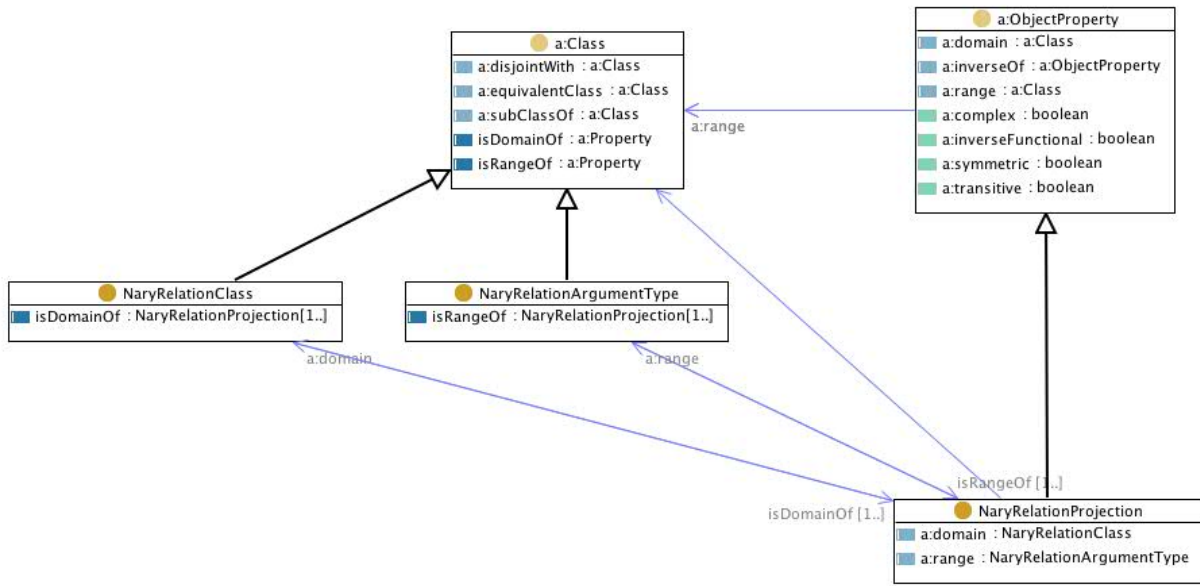 a:Class
a:disjointWith : a:Class
a:equivalentClass : a:Class
a:subClassOf : a:Class
isDomainOf : a:Property
isRangeOf : a:Property
a:ObjectProperty
a:domain : a:Class
a:inverseOf : a:ObjectProperty
a:range : a:Class
a:complex : boolean
a:inverseFunctional : boolean
a:symmetric : boolean
a:transitive : boolean
a:range
NaryRelationClass
isDomainOf : NaryRelationProjection[1..]
NaryRelationArgumentType
isRangeOf : NaryRelationProjection[1..]
a:domain
a:range
isRangeOf [1..]
isDomainOf [1..]
NaryRelationProjection
a:domain : NaryRelationClass
a:range : NaryRelationArgumentType